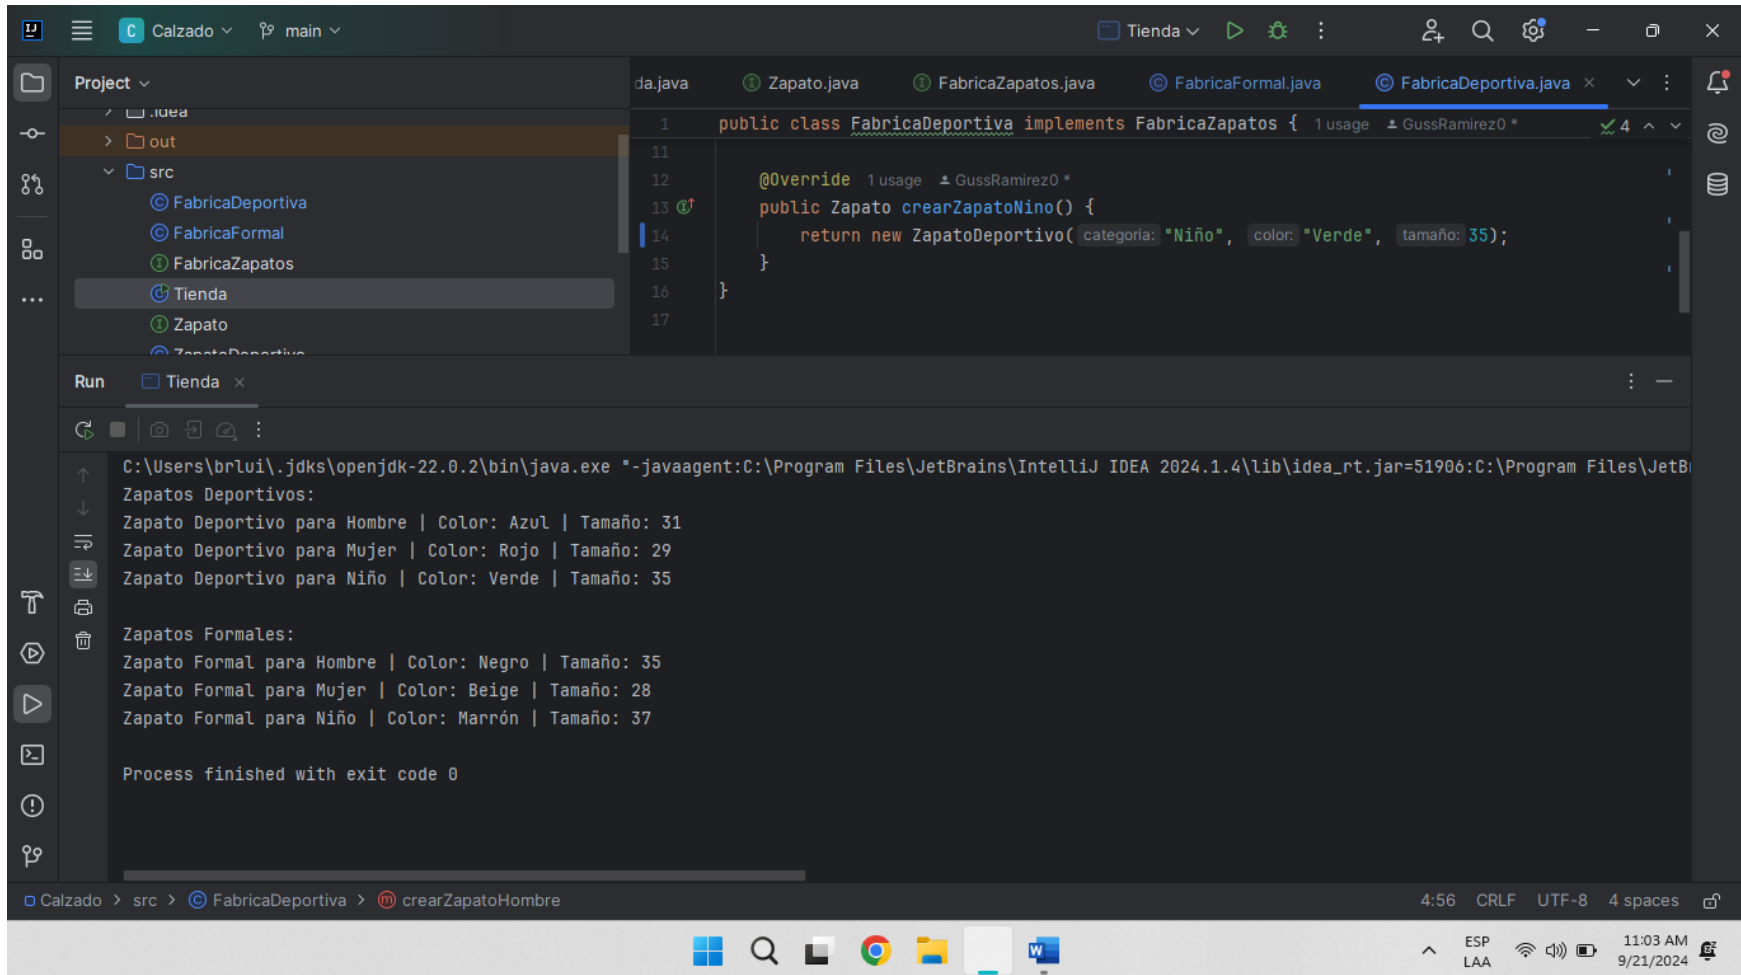 C Calzado main Tienda
Project
da.java Zapato.java FabricaZapatos.java FabricaFormal.java FabricaDeportiva.java
.idea
out
src
FabricaDeportiva
FabricaFormal
FabricaZapatos
Tienda
Zapato
ZapatoDeportivo
1 public class FabricaDeportiva implements FabricaZapatos { 1 usage GussRamirez0 * 4
11
12 @Override 1 usage GussRamirez0 *
13 public Zapato crearZapatoNino() {
14 return new ZapatoDeportivo( categoria: "Niño", color: "Verde", tamaño: 35);
15 }
16 }
17
Run Tienda
C:\Users\brlui\.jdks\openjdk-22.0.2\bin\java.exe "-javaagent:C:\Program Files\JetBrains\IntelliJ IDEA 2024.1.4\lib\idea_rt.jar=51906:C:\Program Files\JetB
Zapatos Deportivos:
Zapato Deportivo para Hombre | Color: Azul | Tamaño: 31
Zapato Deportivo para Mujer | Color: Rojo | Tamaño: 29
Zapato Deportivo para Niño | Color: Verde | Tamaño: 35
Zapatos Formales:
Zapato Formal para Hombre | Color: Negro | Tamaño: 35
Zapato Formal para Mujer | Color: Beige | Tamaño: 28
Zapato Formal para Niño | Color: Marrón | Tamaño: 37
Process finished with exit code 0
Calzado > src > FabricaDeportiva > crearZapatoHombre 4:56 CRLF UTF-8 4 spaces
ESP
LAA
11:03 AM
9/21/2024